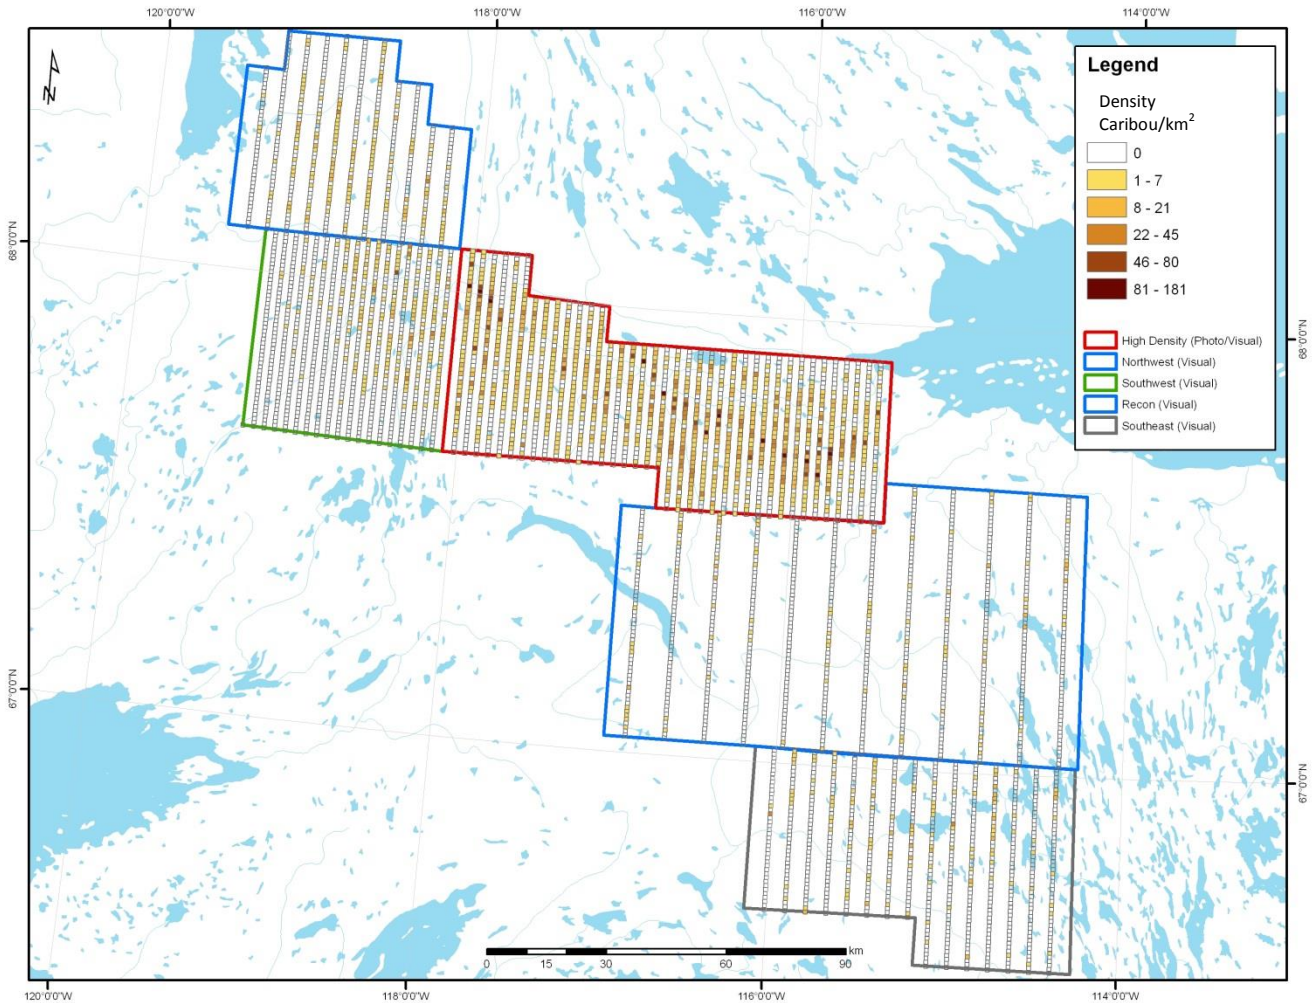 120°0'0"W 118°0'0"W 116°0'0"W 114°0'0"W
N
Legend
Density
Caribou/km²
0
1 - 7
8 - 21
22 - 45
46 - 80
81 - 181
High Density (Photo/Visual)
Northwest (Visual)
Southwest (Visual)
Recon (Visual)
Southeast (Visual)
68°0'0"N
68°0'0"N
67°0'0"N
67°0'0"N
km
0 15 30 60 90
120°0'0"W 118°0'0"W 116°0'0"W 114°0'0"W